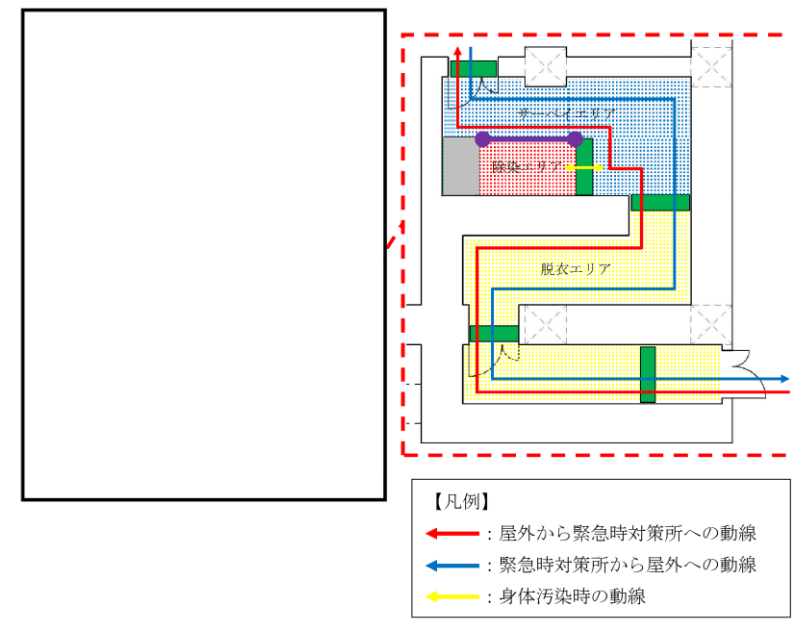 サーベイエリア
除染エリア
脱衣エリア
【凡例】
：屋外から緊急時対策所への動線
：緊急時対策所から屋外への動線
：身体汚染時の動線